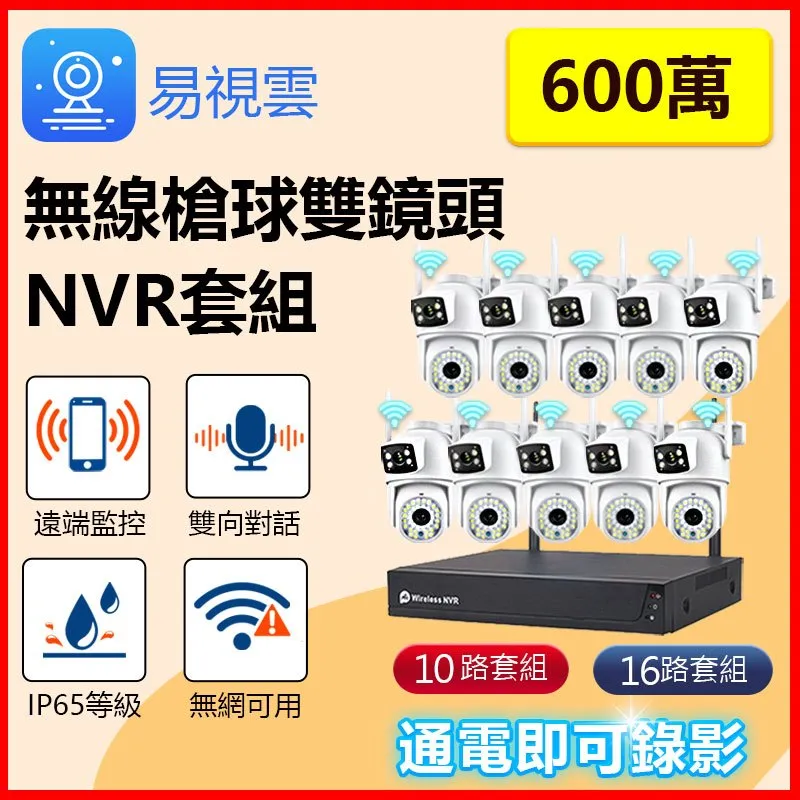 易視雲
600萬
無線槍球雙鏡頭
NVR套組
遠端監控
雙向對話
IP65等級
無網可用
Wireless NVR
10路套組
16路套組
通電即可錄影